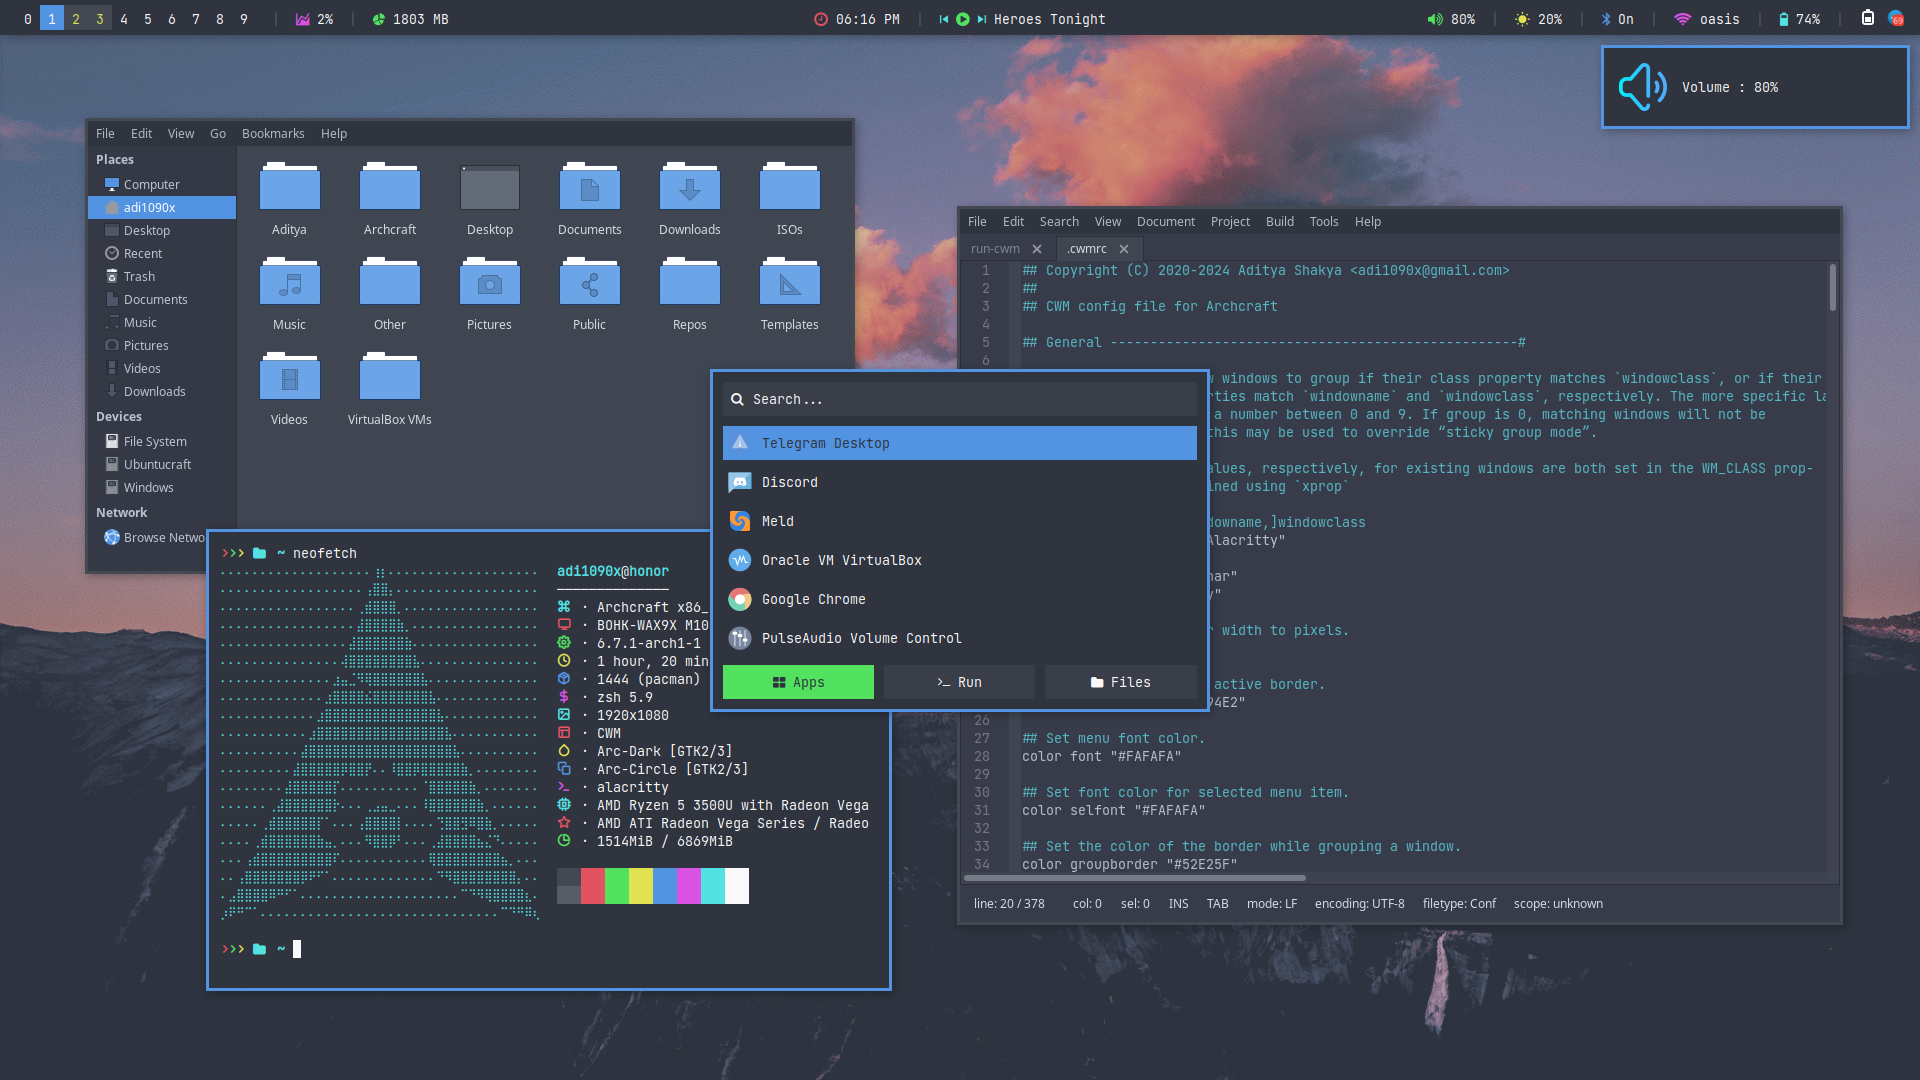 0 1 2 3 4 5 6 7 8 9 2% 1803 MB 06:16 PM Heroes Tonight 80% 20% On oasis 74% 69
Volume : 80%
File Edit View Go Bookmarks Help
Places
Computer
adi1090x
Desktop
Recent
Trash
Documents
Music
Pictures
Videos
Downloads
Devices
File System
Ubuntucraft
Windows
Network
Browse Netwo
Aditya Archcraft Desktop Documents Downloads ISOs
Music Other Pictures Public Repos Templates
Videos VirtualBox VMs
File Edit Search View Document Project Build Tools Help
run-cwm .cwmrc
1 ## Copyright (C) 2020-2024 Aditya Shakya <adi1090x@gmail.com>
2 ##
3 ## CWM config file for Archcraft
4
5 ## General ---------------------------------------------------#
6
windows to group if their class property matches `windowclass`, or if their
rties match `windowname` and `windowclass`, respectively. The more specific la
a number between 0 and 9. If group is 0, matching windows will not be
this may be used to override “sticky group mode”.
alues, respectively, for existing windows are both set in the WM_CLASS prop-
ined using `xprop`
downame,]windowclass
Alacritty"
har"
y"
r width to pixels.
active border.
94E2"
26
27 ## Set menu font color.
28 color font "#FAFAFA"
29
30 ## Set font color for selected menu item.
31 color selfont "#FAFAFA"
32
33 ## Set the color of the border while grouping a window.
34 color groupborder "#52E25F"
line: 20 / 378 col: 0 sel: 0 INS TAB mode: LF encoding: UTF-8 filetype: Conf scope: unknown
Search...
Telegram Desktop
Discord
Meld
Oracle VM VirtualBox
Google Chrome
PulseAudio Volume Control
Apps Run Files
>>> ~ neofetch
adi1090x@honor
· Archcraft x86_
· BOHK-WAX9X M10
· 6.7.1-arch1-1
· 1 hour, 20 min
· 1444 (pacman)
· zsh 5.9
· 1920x1080
· CWM
· Arc-Dark [GTK2/3]
· Arc-Circle [GTK2/3]
· alacritty
· AMD Ryzen 5 3500U with Radeon Vega
· AMD ATI Radeon Vega Series / Radeo
· 1514MiB / 6869MiB
>>> ~